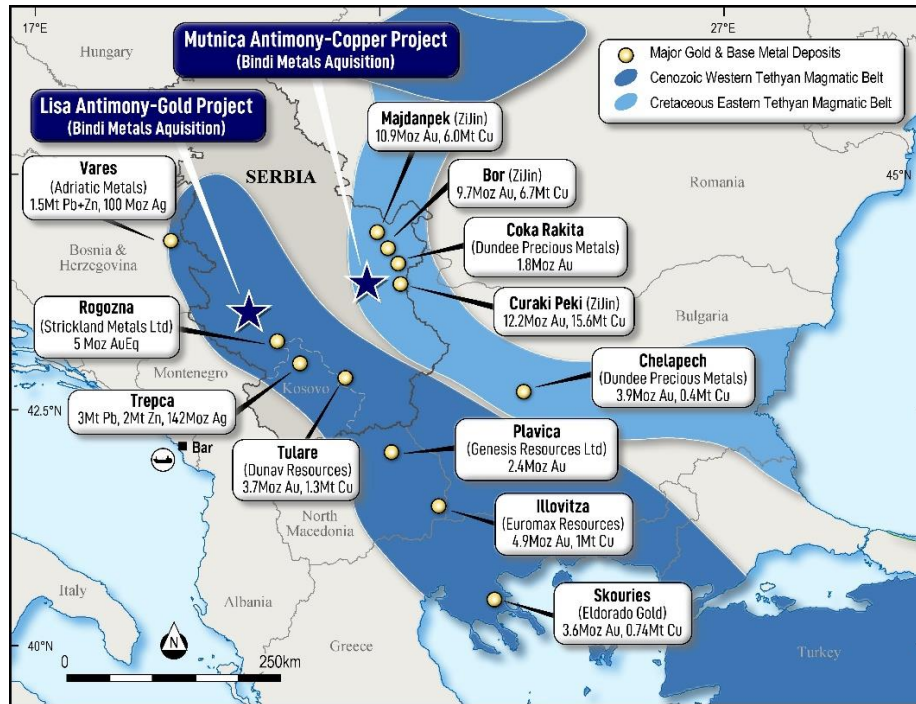 17°E
27°E
Hungary
Mutnica Antimony-Copper Project
(Bindi Metals Aquisition)
Major Gold & Base Metal Deposits
Cenozoic Western Tethyan Magmatic Belt
Cretaceous Eastern Tethyan Magmatic Belt
Lisa Antimony-Gold Project
(Bindi Metals Aquisition)
Majdanpek (ZiJin)
10.9Moz Au, 6.0Mt Cu
Vares
(Adriatic Metals)
1.5Mt Pb+Zn, 100 Moz Ag
SERBIA
Bor (ZiJin)
9.7Moz Au, 6.7Mt Cu
Romania
45°N
Coka Rakita
(Dundee Precious Metals)
1.8Moz Au
Bosnia &
Herzegovina
Curaki Peki (ZiJin)
12.2Moz Au, 15.6Mt Cu
Rogozna
(Strickland Metals Ltd)
5 Moz AuEq
Bulgaria
Montenegro
Kosovo
Chelapech
(Dundee Precious Metals)
3.9Moz Au, 0.4Mt Cu
42.5°N
Trepca
3Mt Pb, 2Mt Zn, 142Moz Ag
Bar
Tulare
(Dunav Resources)
3.7Moz Au, 1.3Mt Cu
Plavica
(Genesis Resources Ltd)
2.4Moz Au
North
Macedonia
Illovitza
(Euromax Resources)
4.9Moz Au, 1Mt Cu
Italy
Albania
Skouries
(Eldorado Gold)
3.6Moz Au, 0.74Mt Cu
Greece
Turkey
40°N
N
0
250km